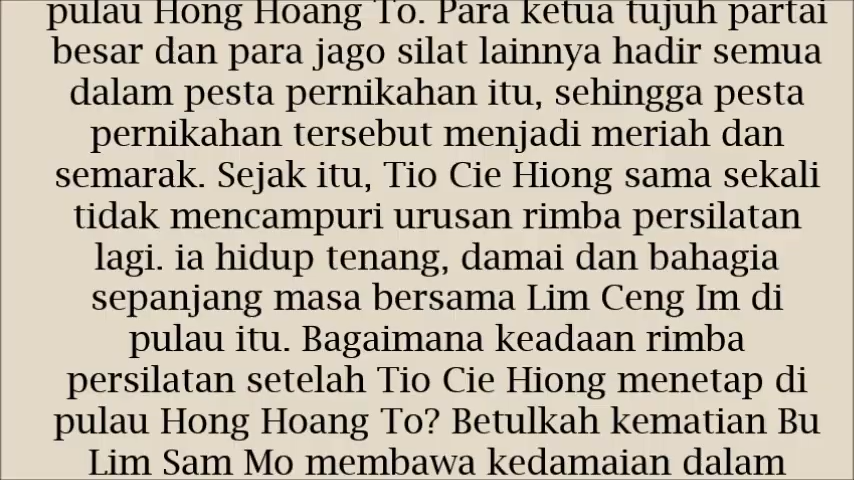 pulau Hong Hoang To. Para ketua tujuh partai
besar dan para jago silat lainnya hadir semua
dalam pesta pernikahan itu, sehingga pesta
pernikahan tersebut menjadi meriah dan
semarak. Sejak itu, Tio Cie Hiong sama sekali
tidak mencampuri urusan rimba persilatan
lagi. ia hidup tenang, damai dan bahagia
sepanjang masa bersama Lim Ceng Im di
pulau itu. Bagaimana keadaan rimba
persilatan setelah Tio Cie Hiong menetap di
pulau Hong Hoang To? Betulkah kematian Bu
Lim Sam Mo membawa kedamaian dalam